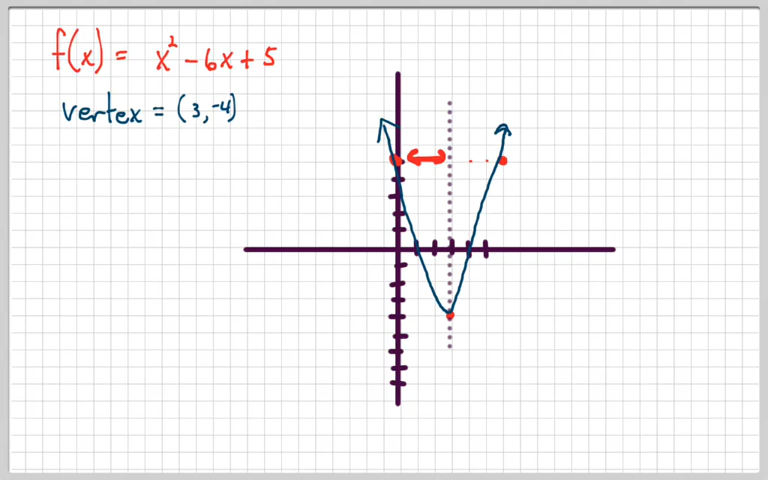 f(x) = x² - 6x + 5
vertex = (3, -4)